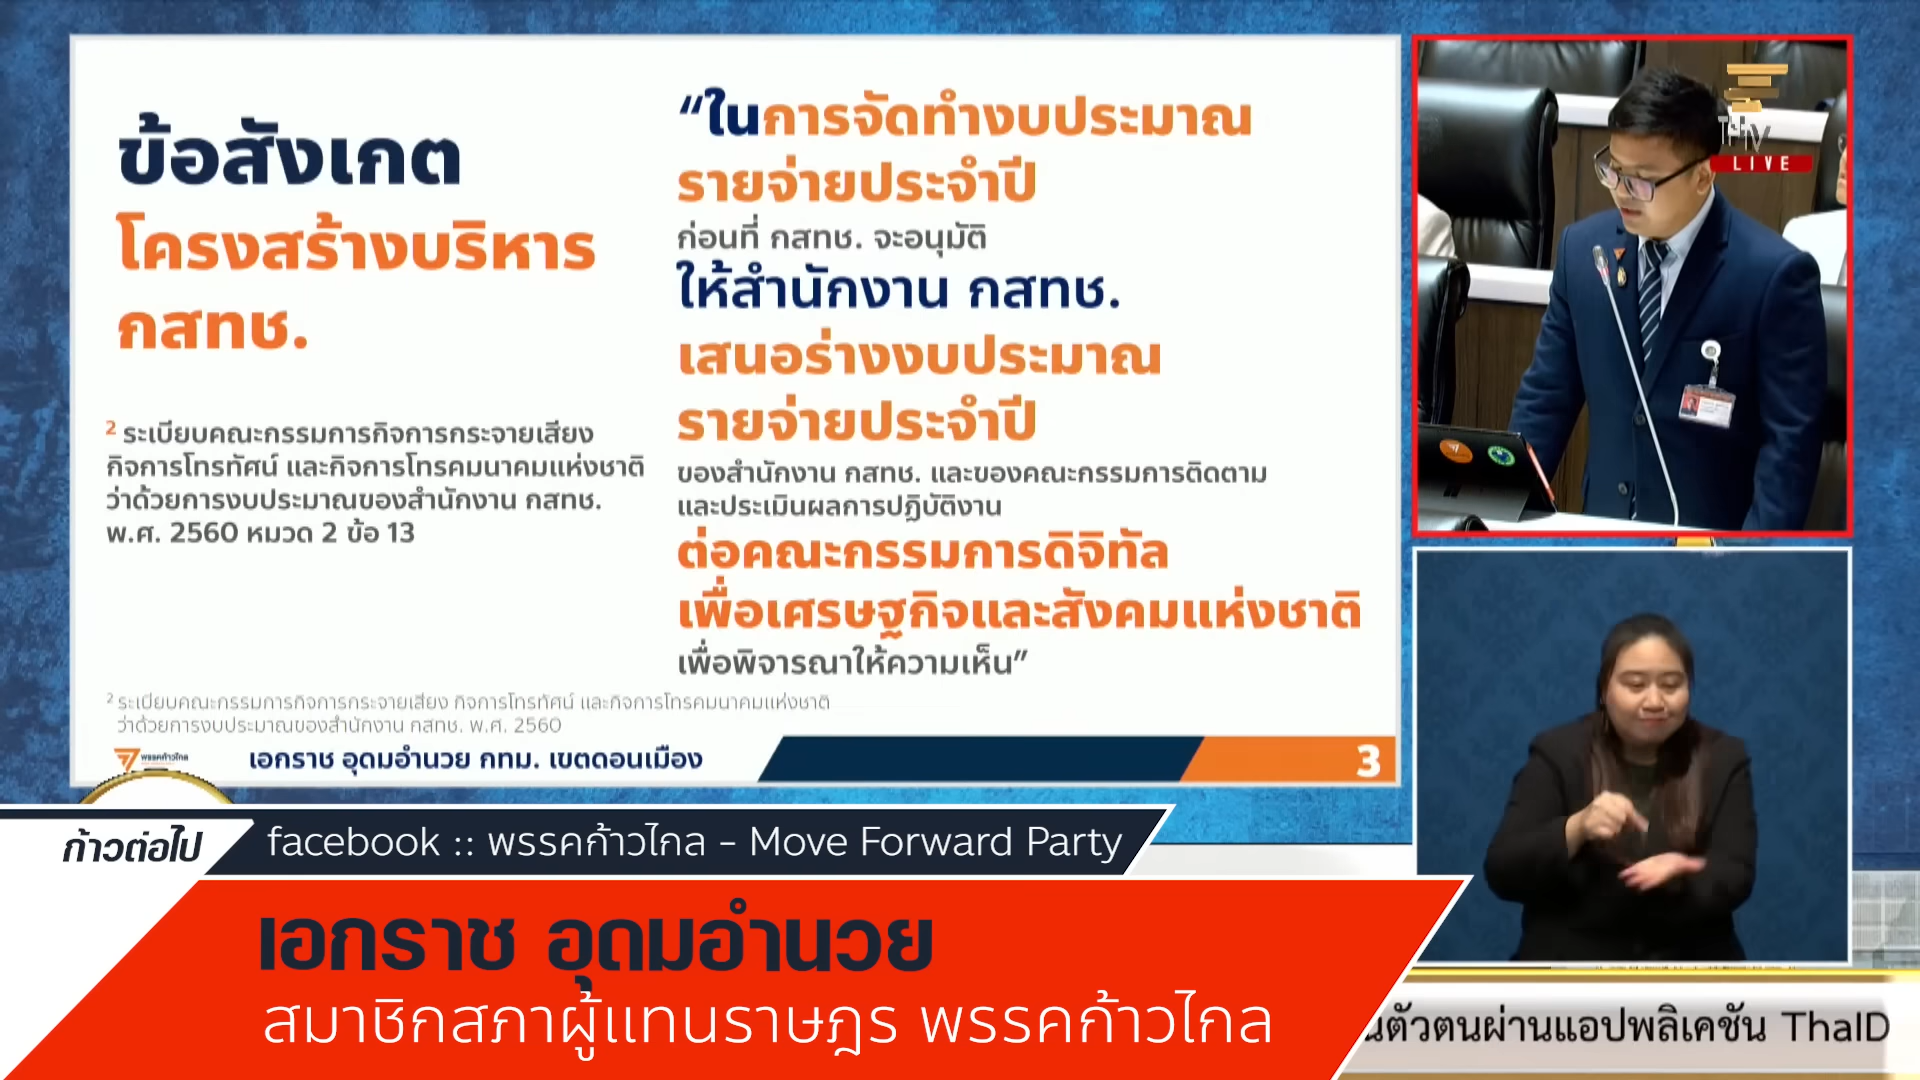 ข้อสังเกต
โครงสร้างบริหาร
กสทช.
² ระเบียบคณะกรรมการกิจการกระจายเสียง
กิจการโทรทัศน์ และกิจการโทรคมนาคมแห่งชาติ
ว่าด้วยการงบประมาณของสำนักงาน กสทช.
พ.ศ. 2560 หมวด 2 ข้อ 13
“ในการจัดทำงบประมาณ
รายจ่ายประจำปี
ก่อนที่ กสทช. จะอนุมัติ
ให้สำนักงาน กสทช.
เสนอร่างงบประมาณ
รายจ่ายประจำปี
ของสำนักงาน กสทช. และของคณะกรรมการติดตาม
และประเมินผลการปฏิบัติงาน
ต่อคณะกรรมการดิจิทัล
เพื่อเศรษฐกิจและสังคมแห่งชาติ
เพื่อพิจารณาให้ความเห็น”
² ระเบียบคณะกรรมการกิจการกระจายเสียง กิจการโทรทัศน์ และกิจการโทรคมนาคมแห่งชาติ
ว่าด้วยการงบประมาณของสำนักงาน กสทช. พ.ศ. 2560
พรรคก้าวไกล
เอกราช อุดมอำนวย กทม. เขตดอนเมือง
3
LIVE
ก้าวต่อไป
facebook :: พรรคก้าวไกล - Move Forward Party
เอกราช อุดมอำนวย
สมาชิกสภาผู้แทนราษฎร พรรคก้าวไกล
นตัวตนผ่านแอปพลิเคชัน ThaID